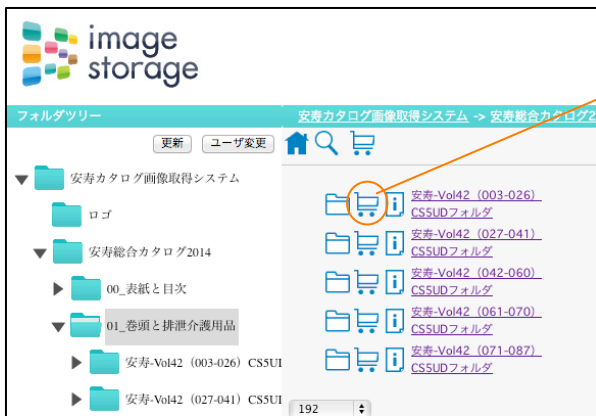 image
storage
フォルダツリー
安寿カタログ画像取得システム -> 安寿総合カタログ2
更新 ユーザ変更
安寿カタログ画像取得システム
ロゴ
安寿総合カタログ2014
00_表紙と目次
01_巻頭と排泄介護用品
安寿-Vol42（003-026）CS5UD
安寿-Vol42（027-041）CS5UD
安寿-Vol42（003-026）
CS5UDフォルダ
安寿-Vol42（027-041）
CS5UDフォルダ
安寿-Vol42（042-060）
CS5UDフォルダ
安寿-Vol42（061-070）
CS5UDフォルダ
安寿-Vol42（071-087）
CS5UDフォルダ
192